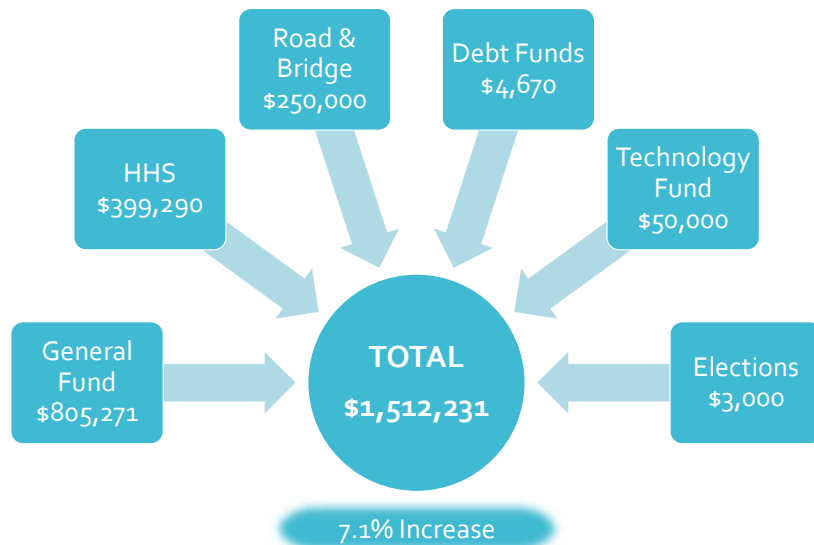 Road &
Bridge
$250,000
Debt Funds
$4,670
HHS
$399,290
Technology
Fund
$50,000
General
Fund
$805,271
TOTAL
$1,512,231
Elections
$3,000
7.1% Increase